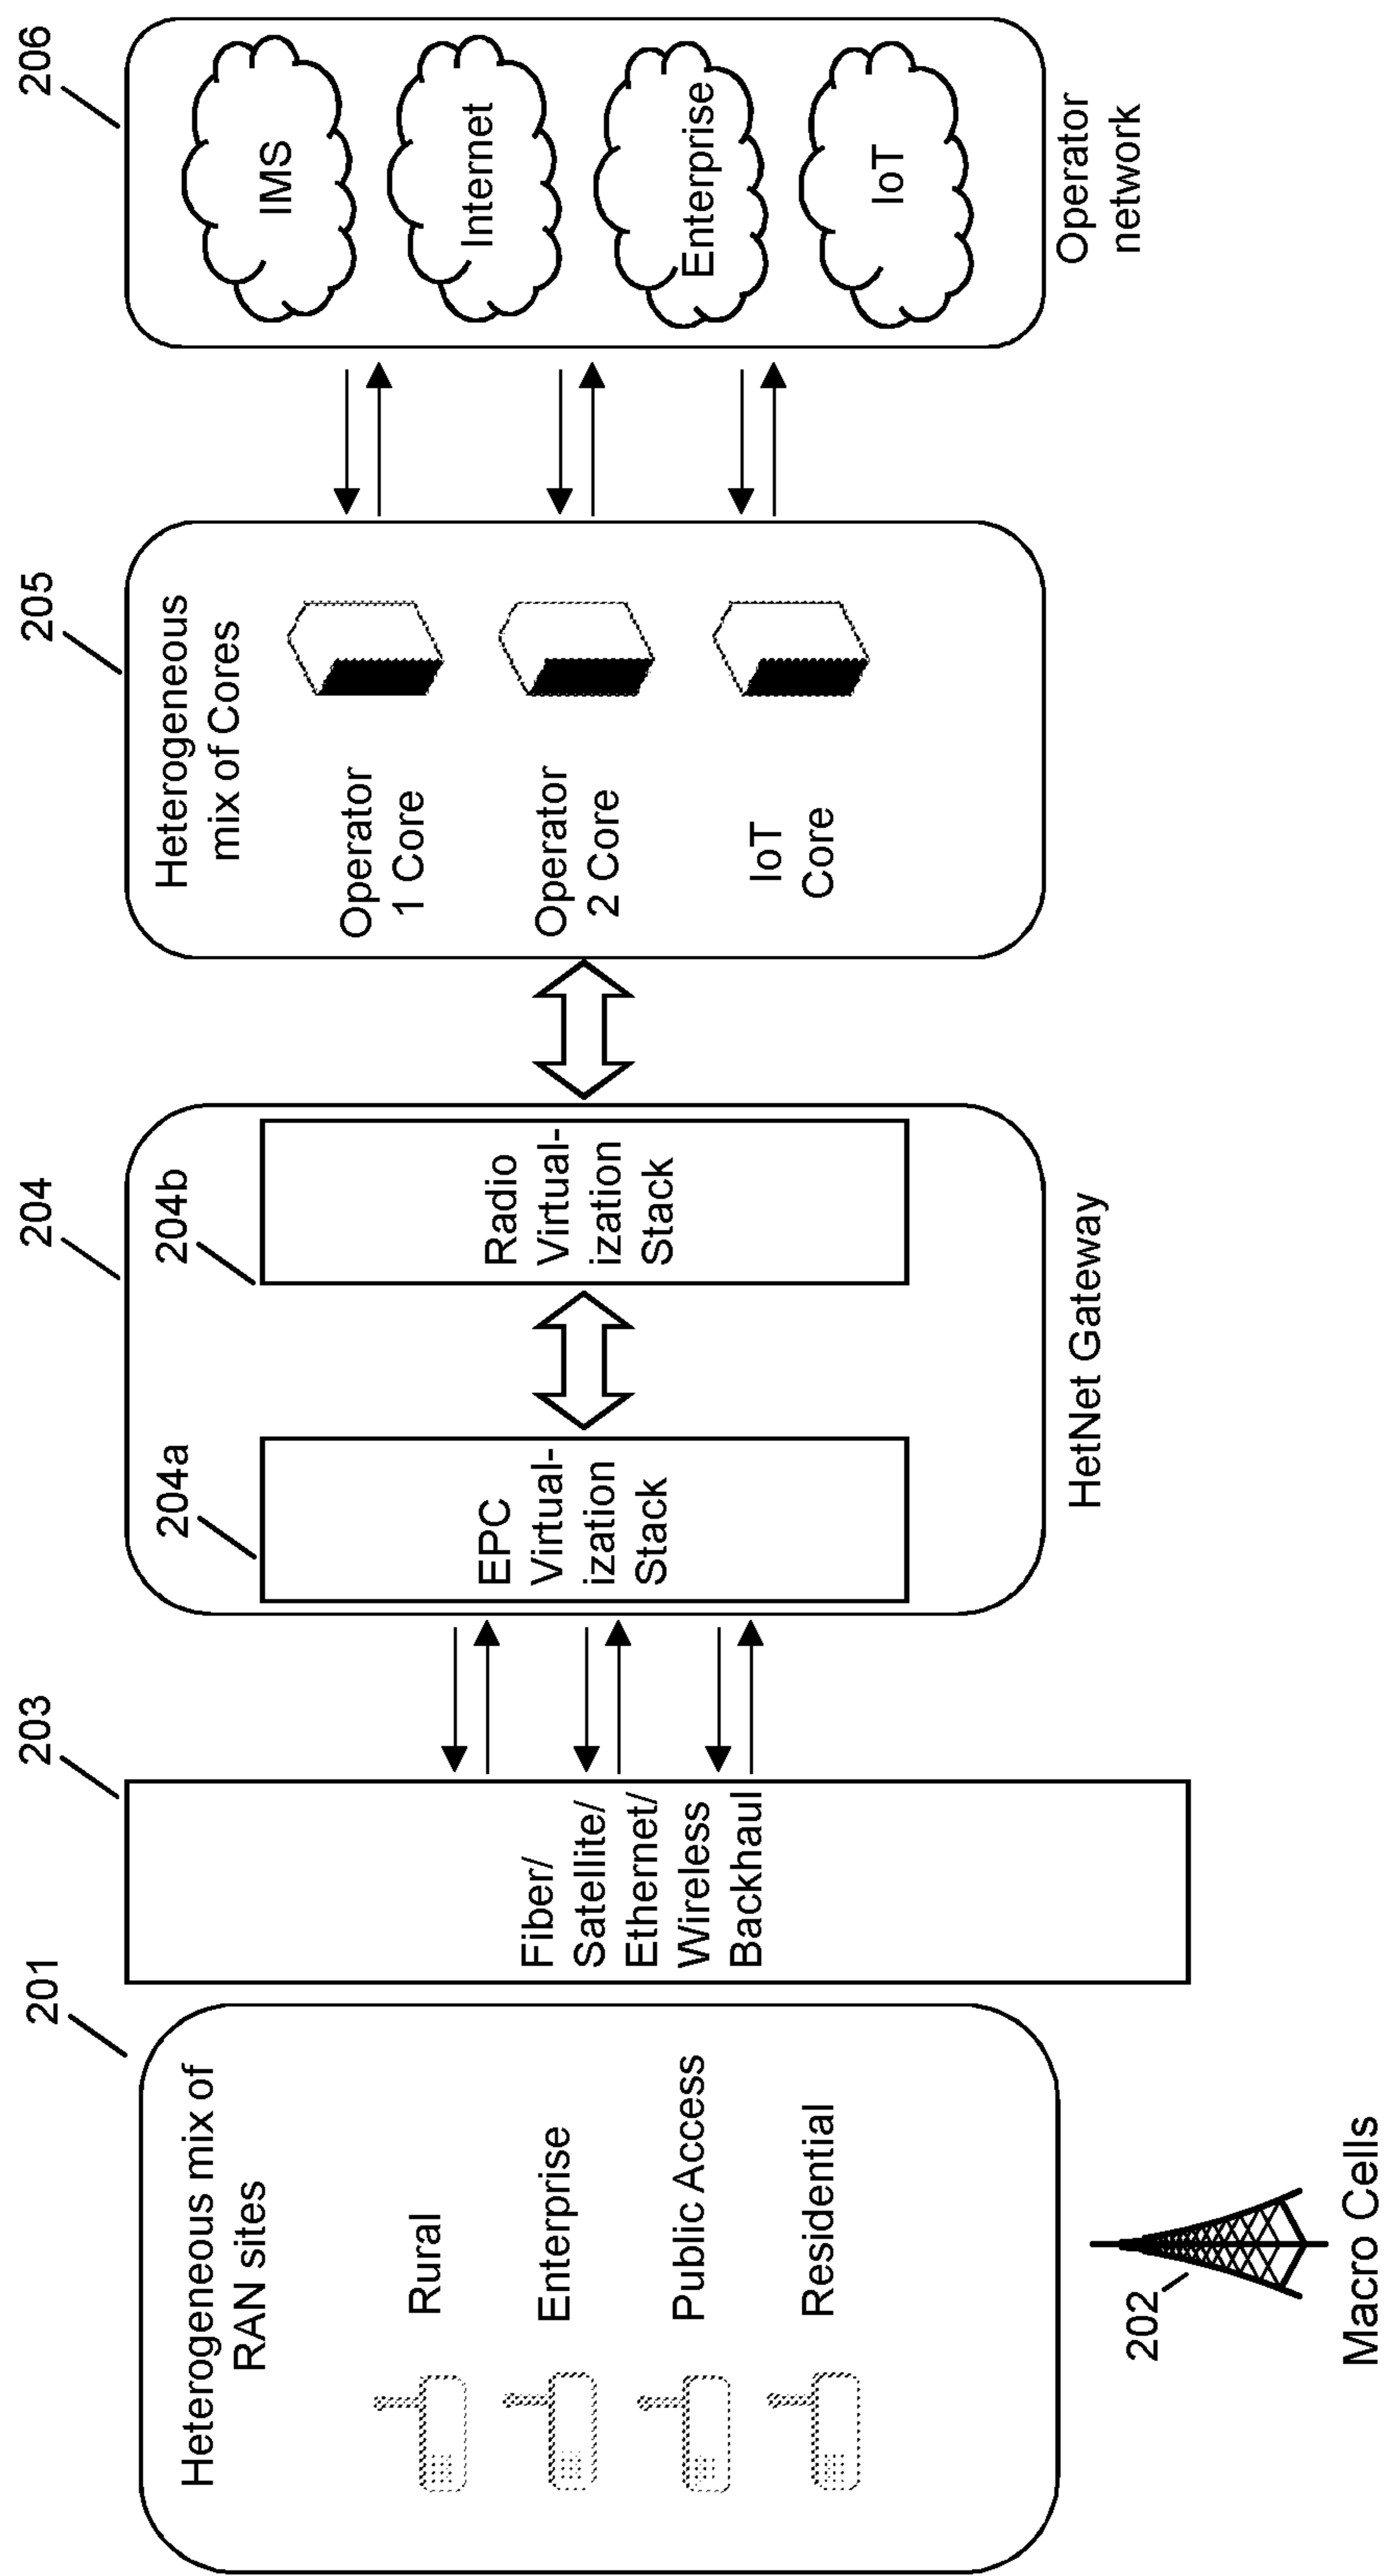 201
Heterogeneous mix of
RAN sites
Rural
Enterprise
Public Access
Residential
202
Macro Cells
203
Fiber/
Satellite/
Ethernet/
Wireless
Backhaul
204
204a
EPC
Virtual-
ization
Stack
204b
Radio
Virtual-
ization
Stack
HetNet Gateway
205
Heterogeneous
mix of Cores
Operator
1 Core
Operator
2 Core
IoT
Core
206
IMS
Internet
Enterprise
IoT
Operator
network